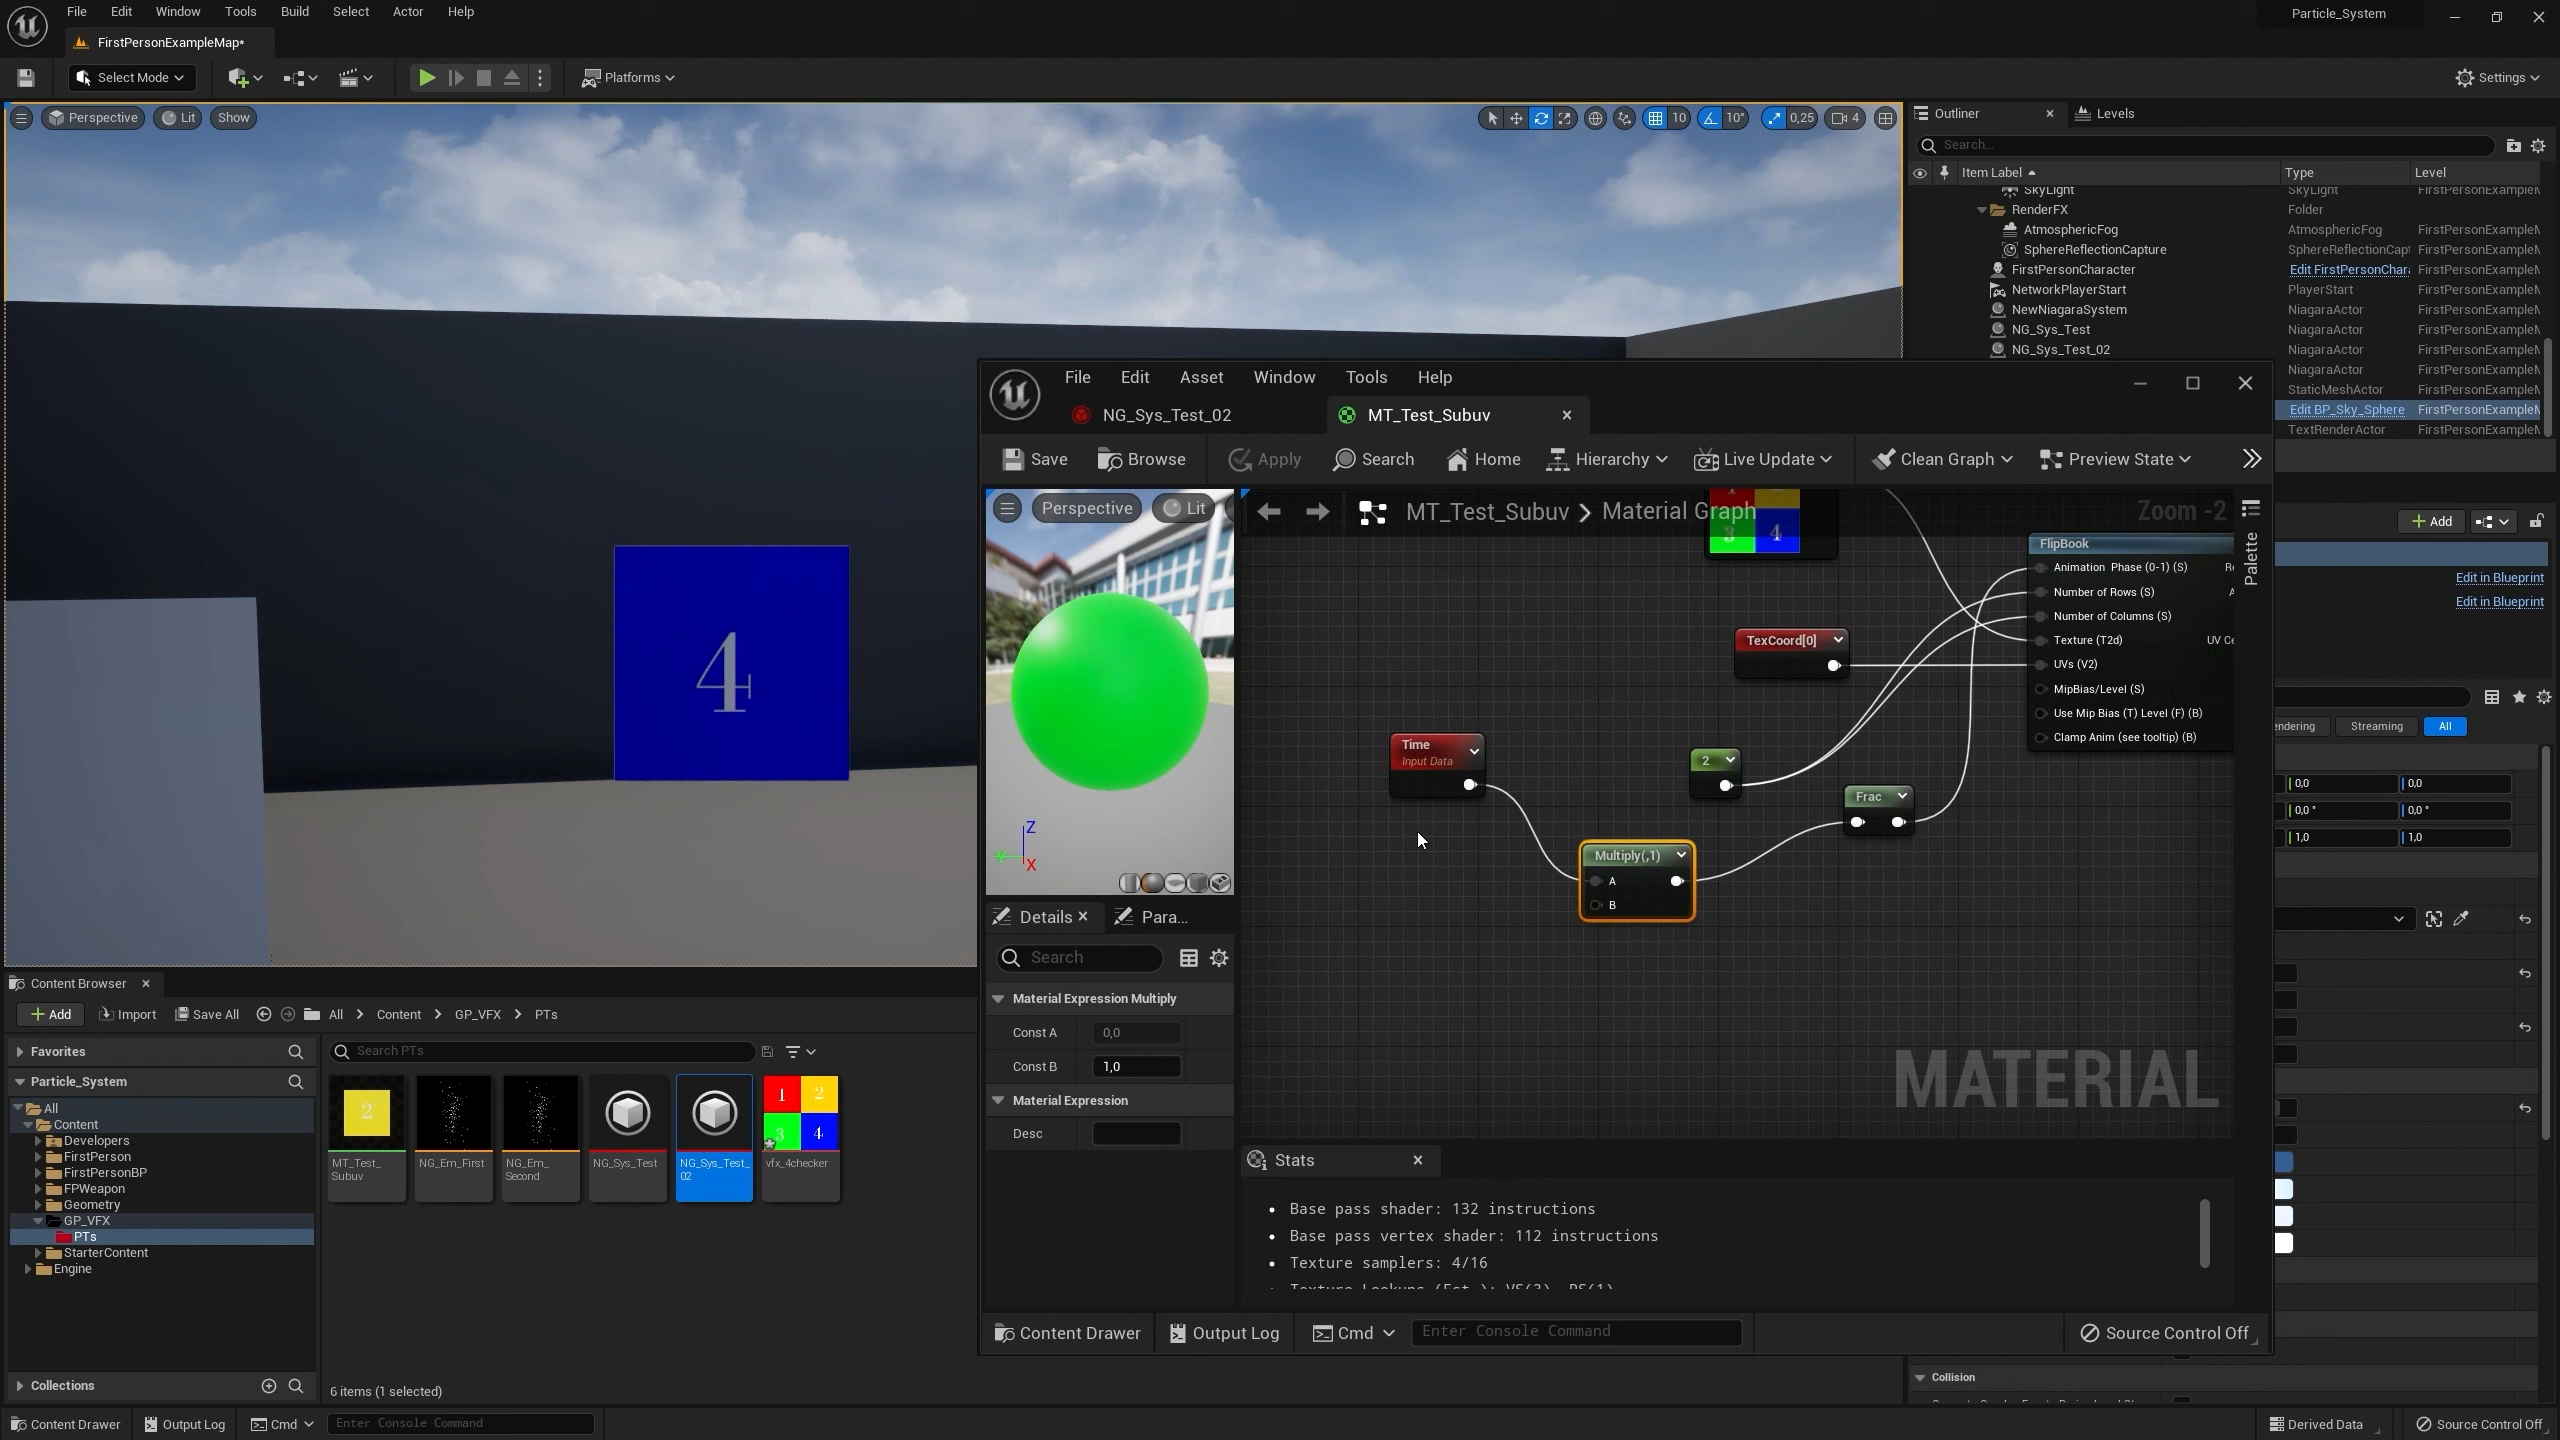 File Edit Window Tools Build Select Actor Help
Particle_System
FirstPersonExampleMap*
Select Mode
Platforms
Settings
Perspective Lit Show
10 10° 0,25 4
Outliner Levels
Search...
Item Label Type Level
SkyLight SkyLight
RenderFX Folder
AtmosphericFog AtmosphericFog
SphereReflectionCapture SphereReflectionCapt
FirstPersonCharacter Edit FirstPersonChar
NetworkPlayerStart PlayerStart
NewNiagaraSystem NiagaraActor
NG_Sys_Test NiagaraActor
NG_Sys_Test_02 NiagaraActor
NiagaraActor
StaticMeshActor
Edit BP_Sky_Sphere
TextRenderActor
4
File Edit Asset Window Tools Help
NG_Sys_Test_02 MT_Test_Subuv
Save Browse Apply Search Home Hierarchy Live Update Clean Graph Preview State
Perspective Lit
MT_Test_Subuv > Material Graph
Zoom -2
Palette
3 4
FlipBook
Animation Phase (0-1) (S)
Number of Rows (S)
Number of Columns (S)
Texture (T2d) UV Ce
UVs (V2)
MipBias/Level (S)
Use Mip Bias (T) Level (F) (B)
Clamp Anim (see tooltip) (B)
TexCoord[0]
Time
Input Data
2
Frac
Multiply(,1)
A
B
Z
X
Details Para...
Search
Material Expression Multiply
Const A 0,0
Const B 1,0
Material Expression
Desc
MATERIAL
Stats
Base pass shader: 132 instructions
Base pass vertex shader: 112 instructions
Texture samplers: 4/16
Content Drawer Output Log Cmd Enter Console Command Source Control Off
Add
Edit in Blueprint
Edit in Blueprint
Streaming All
0,0 0,0
0,0 ° 0,0 °
1,0 1,0
Collision
Content Browser
Add Import Save All All > Content > GP_VFX > PTs
Favorites
Search PTs
Particle_System
All
Content
Developers
FirstPerson
FirstPersonBP
FPWeapon
Geometry
GP_VFX
PTs
StarterContent
Engine
Collections
2
1 2
3 4
MT_Test_
Subuv
NG_Em_First
NG_Em_
Second
NG_Sys_Test
NG_Sys_Test_
02
vfx_4checker
6 items (1 selected)
Content Drawer Output Log Cmd Enter Console Command
Derived Data Source Control Off